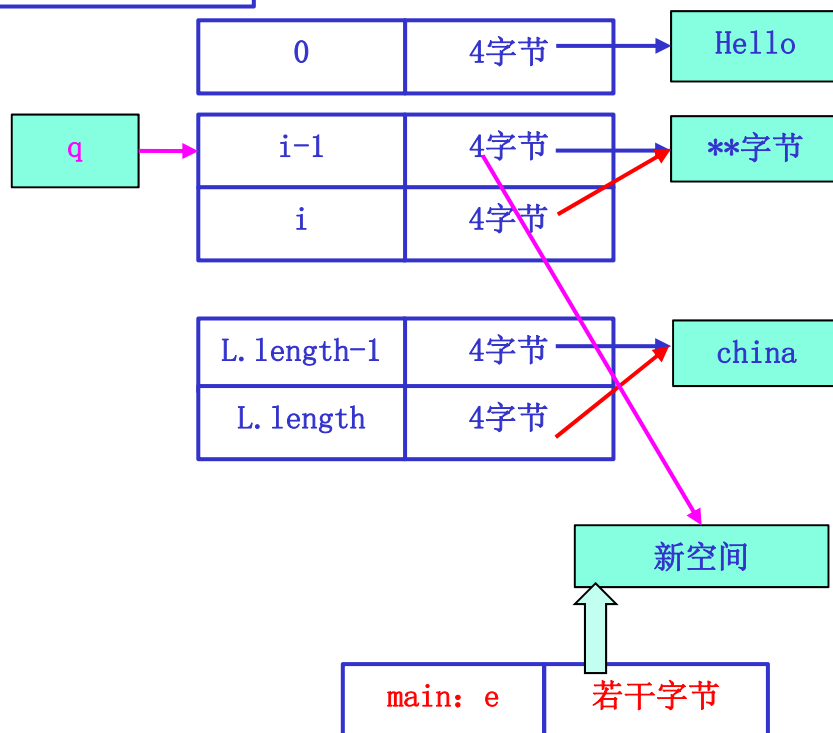 0 4字节 Hello
q i-1 4字节 **字节
i 4字节
L.length-1 4字节 china
L.length 4字节
新空间
main：e 若干字节